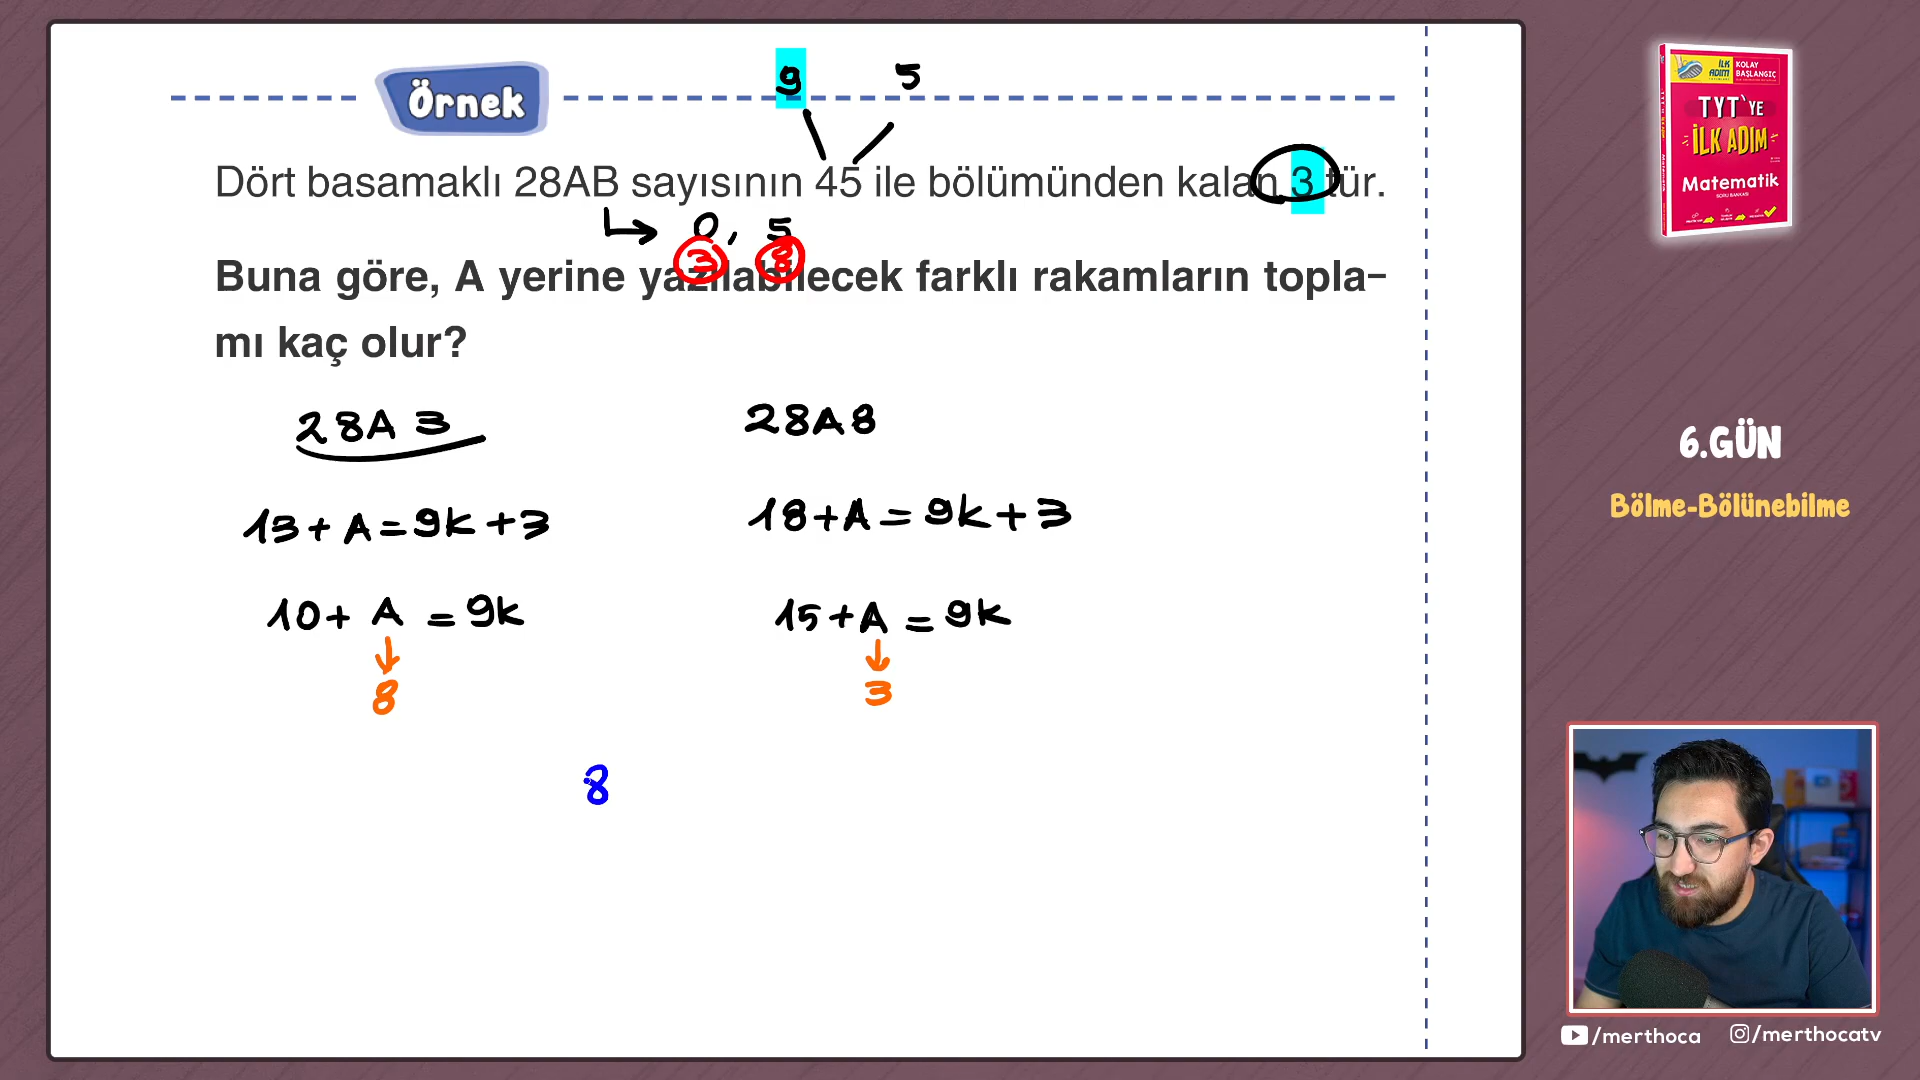 9 5
Örnek
Dört basamaklı 28AB sayısının 45 ile bölümünden kalan 3 tür.
0, 5
3 8
Buna göre, A yerine yazılabilecek farklı rakamların topla-
mı kaç olur?
28A3 28A8
13+A=9k+3 18+A=9k+3
10+A=9k 15+A=9k
8 3
8
İLK ADIM
KOLAY BAŞLANGIÇ
TYT'YE
İLK ADIM
Matematik
SORU BANKASI
6.GÜN
Bölme-Bölünebilme
/merthoca /merthocatv